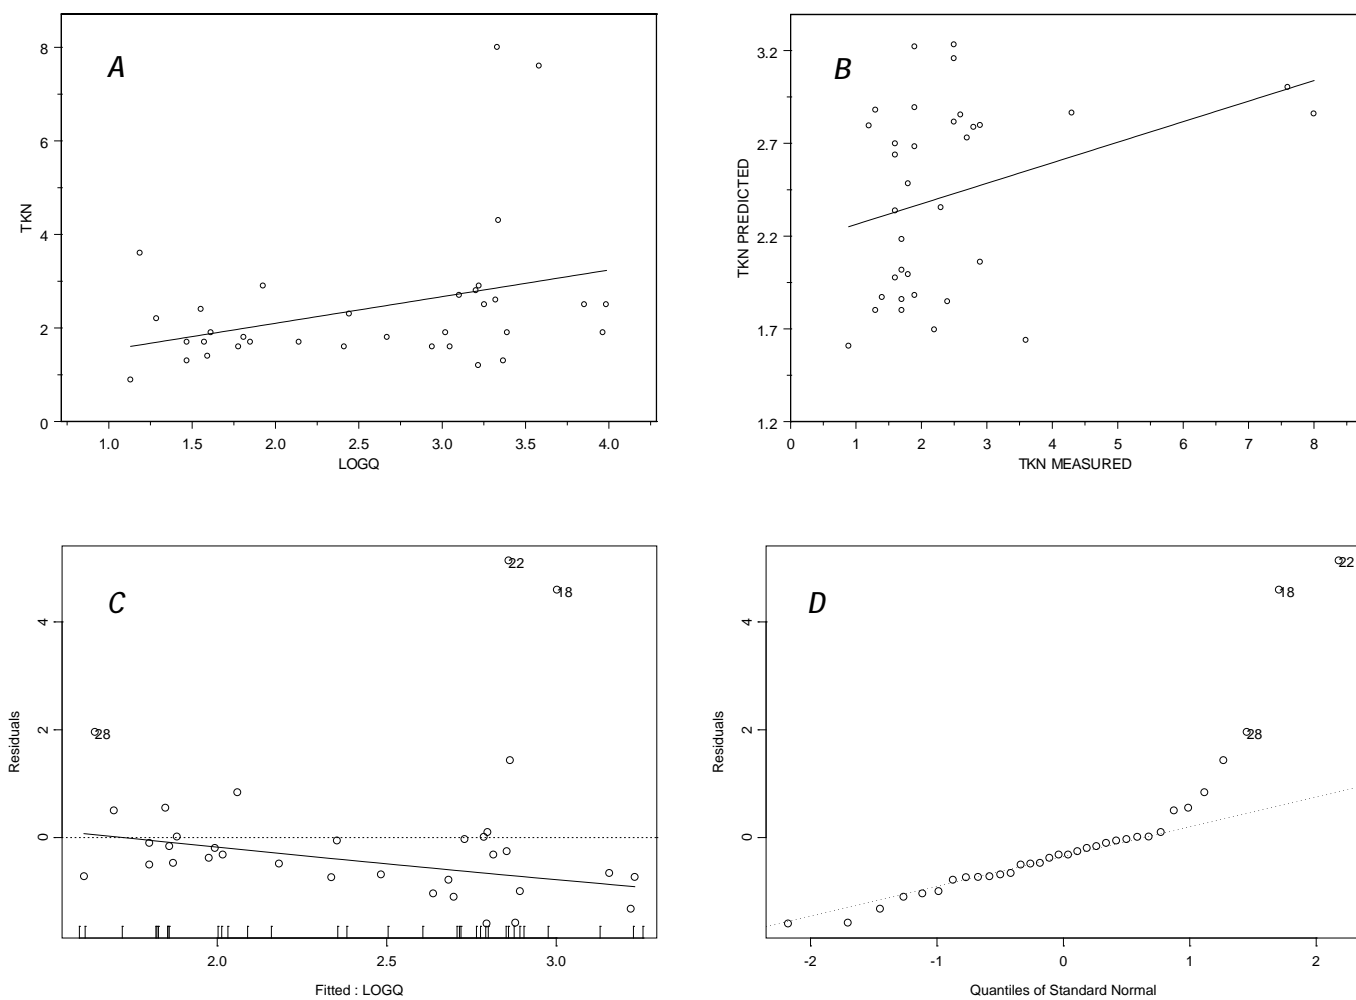 A
TKN
8
6
4
2
0
1.0 1.5 2.0 2.5 3.0 3.5 4.0
LOGQ
B
TKN PREDICTED
3.2
2.7
2.2
1.7
1.2
0 1 2 3 4 5 6 7 8
TKN MEASURED
C
Residuals
4
2
0
22
18
28
2.0 2.5 3.0
Fitted : LOGQ
D
Residuals
4
2
0
22
18
28
-2 -1 0 1 2
Quantiles of Standard Normal